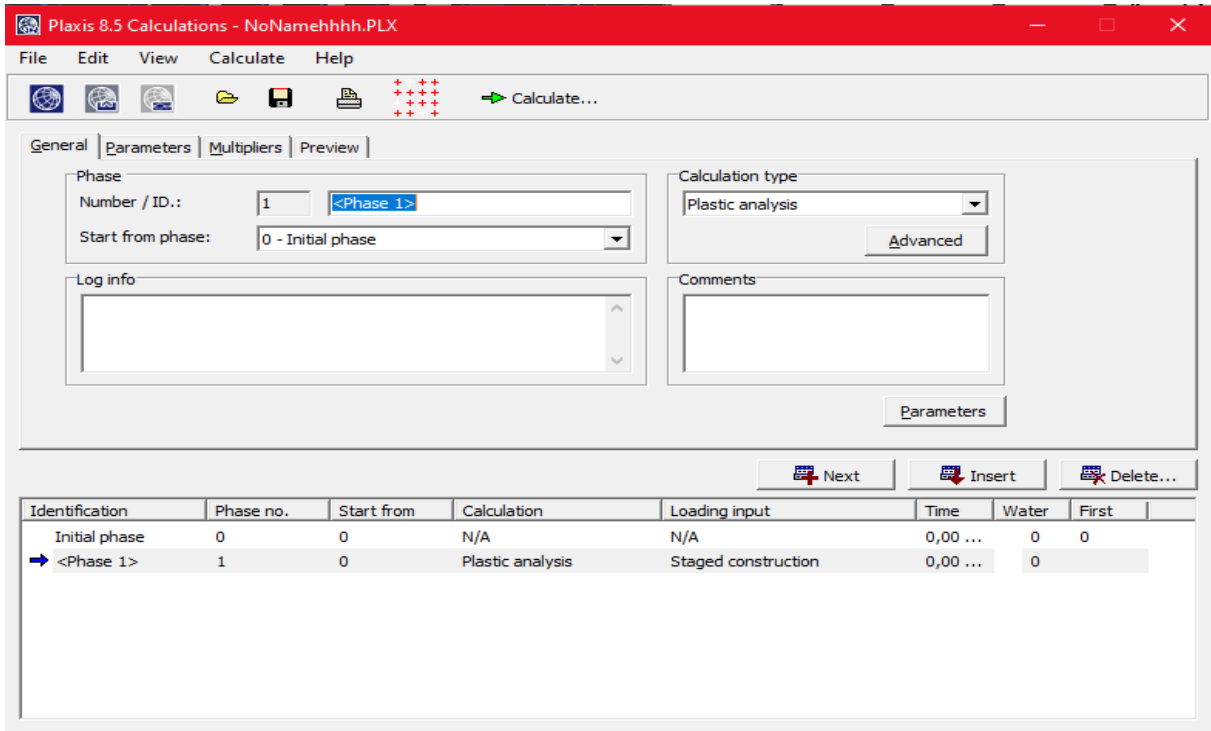 Plaxis 8.5 Calculations - NoNamehhhh.PLX
File Edit View Calculate Help
Calculate...
General Parameters Multipliers Preview
Phase
Number / ID.: 1 <Phase 1>
Start from phase: 0 - Initial phase
Calculation type
Plastic analysis
Advanced
Log info
Comments
Parameters
Next Insert Delete...
Identification Phase no. Start from Calculation Loading input Time Water First
Initial phase 0 0 N/A N/A 0,00 ... 0 0
<Phase 1> 1 0 Plastic analysis Staged construction 0,00 ... 0